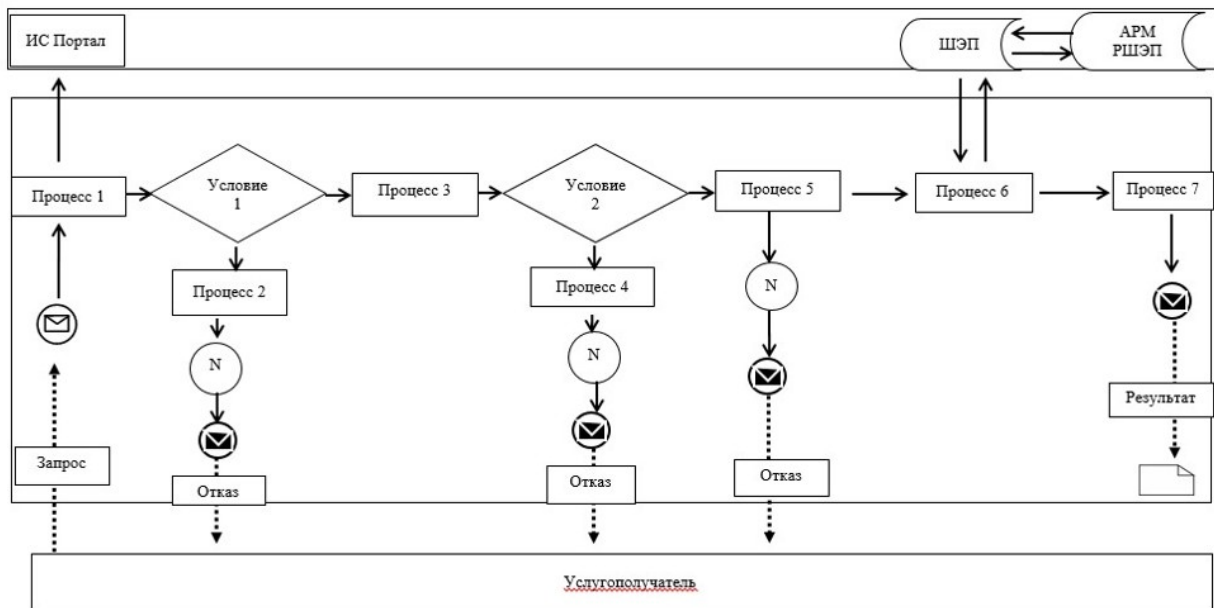 ИС Портал
ШЭП
АРМ
РШЭП
Процесс 1
Условие
1
Процесс 3
Условие
2
Процесс 5
Процесс 6
Процесс 7
Процесс 2
Процесс 4
N
N
N
Запрос
Отказ
Отказ
Отказ
Результат
Услугополучатель